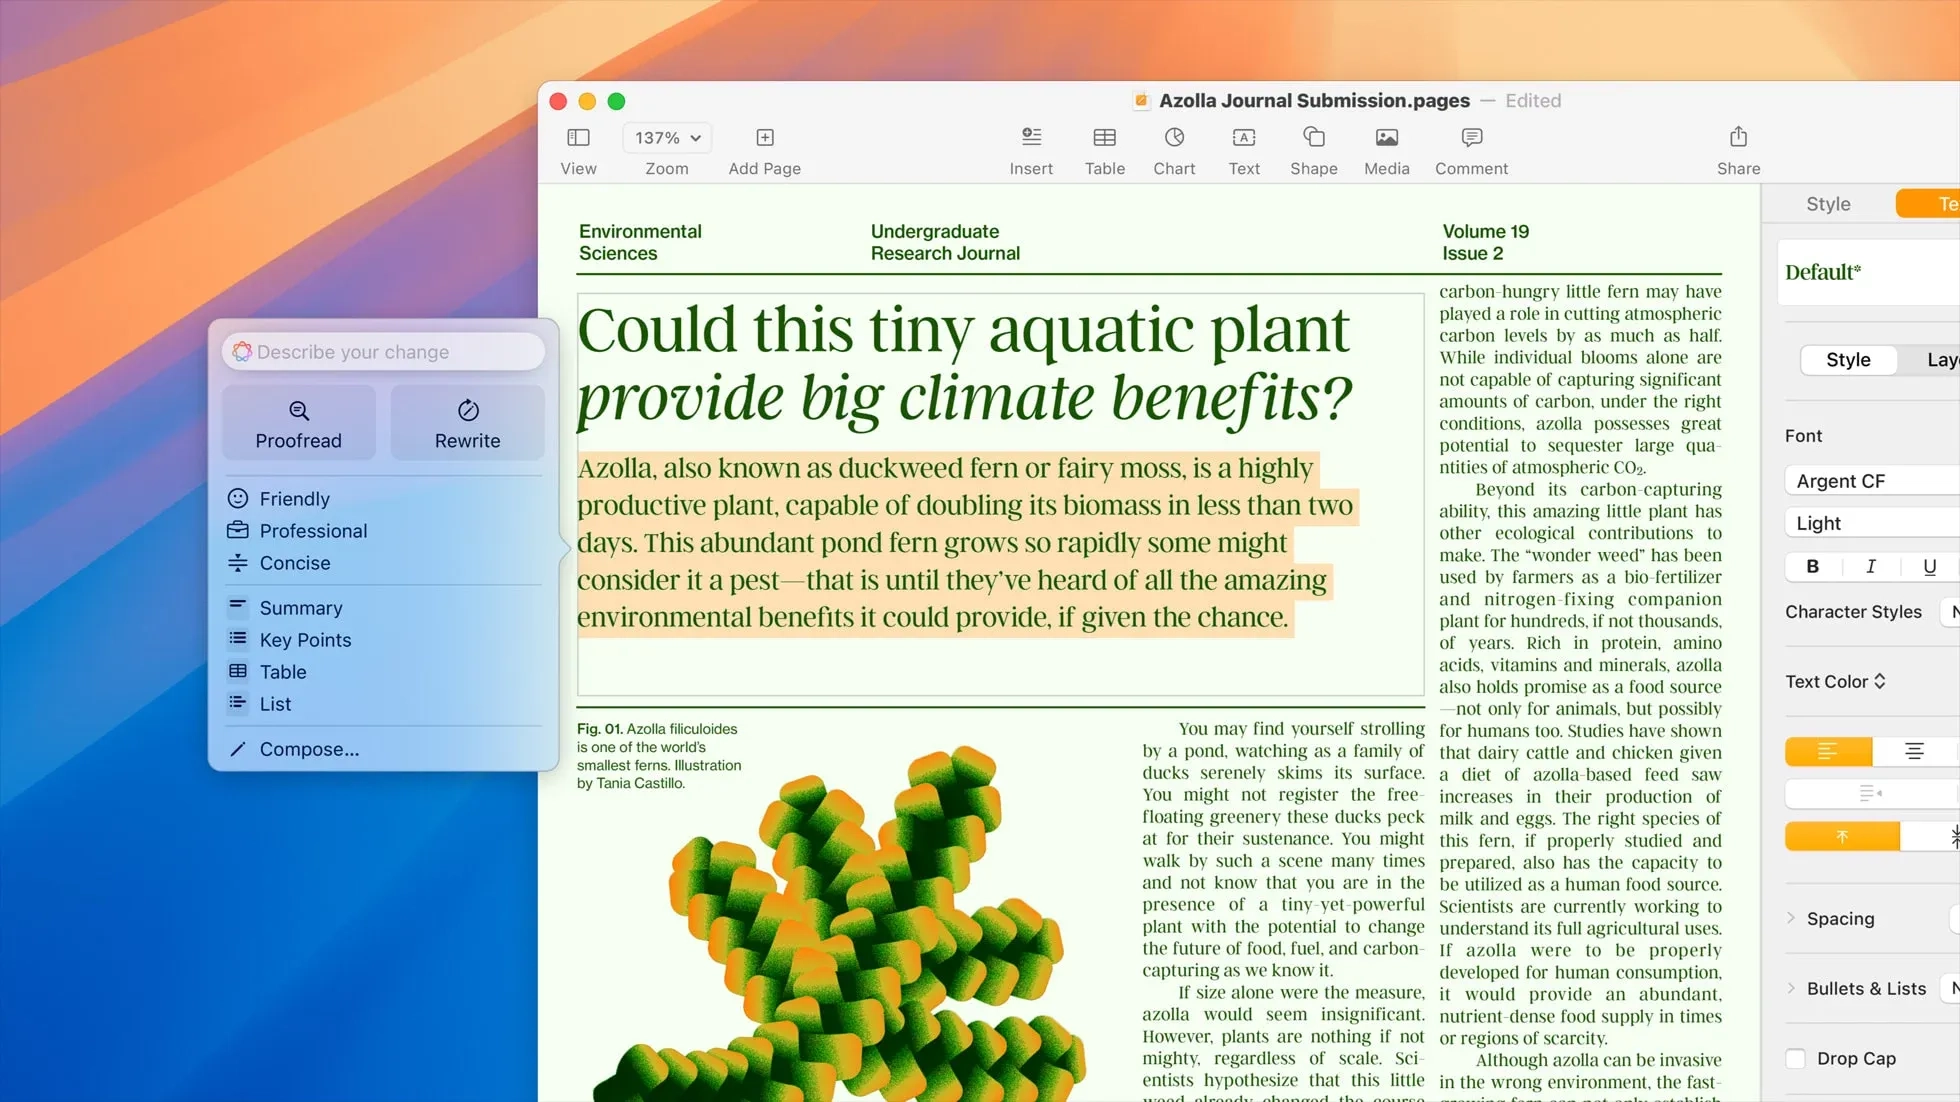 Azolla Journal Submission.pages — Edited
137%
View
Zoom
Add Page
Insert
Table
Chart
Text
Shape
Media
Comment
Share
Describe your change
Proofread
Rewrite
Friendly
Professional
Concise
Summary
Key Points
Table
List
Compose...
Environmental
Sciences
Undergraduate
Research Journal
Volume 19
Issue 2
Could this tiny aquatic plant
provide big climate benefits?
Azolla, also known as duckweed fern or fairy moss, is a highly
productive plant, capable of doubling its biomass in less than two
days. This abundant pond fern grows so rapidly some might
consider it a pest—that is until they’ve heard of all the amazing
environmental benefits it could provide, if given the chance.
Fig. 01. Azolla filiculoides
is one of the world’s
smallest ferns. Illustration
by Tania Castillo.
You may find yourself strolling
by a pond, watching as a family of
ducks serenely skims its surface.
You might not register the free-
floating greenery these ducks peck
at for their sustenance. You might
walk by such a scene many times
and not know that you are in the
presence of a tiny-yet-powerful
plant with the potential to change
the future of food, fuel, and carbon-
capturing as we know it.
If size alone were the measure,
azolla would seem insignificant.
However, plants are nothing if not
mighty, regardless of scale. Sci-
entists hypothesize that this little
weed already changed the course
carbon-hungry little fern may have
played a role in cutting atmospheric
carbon levels by as much as half.
While individual blooms alone are
not capable of capturing significant
amounts of carbon, under the right
conditions, azolla possesses great
potential to sequester large qua-
ntities of atmospheric CO₂.
Beyond its carbon-capturing
ability, this amazing little plant has
other ecological contributions to
make. The “wonder weed” has been
used by farmers as a bio-fertilizer
and nitrogen-fixing companion
plant for hundreds, if not thousands,
of years. Rich in protein, amino
acids, vitamins and minerals, azolla
also holds promise as a food source
—not only for animals, but possibly
for humans too. Studies have shown
that dairy cattle and chicken given
a diet of azolla-based feed saw
increases in their production of
milk and eggs. The right species of
this fern, if properly studied and
prepared, also has the capacity to
be utilized as a human food source.
Scientists are currently working to
understand its full agricultural uses.
If azolla were to be properly
developed for human consumption,
it would provide an abundant,
nutrient-dense food supply in times
or regions of scarcity.
Although azolla can be invasive
in the wrong environment, the fast-
growing fern can not only establish
Style
Te
Default*
Style
Lay
Font
Argent CF
Light
B I U
Character Styles
N
Text Color
Spacing
Bullets & Lists
N
Drop Cap